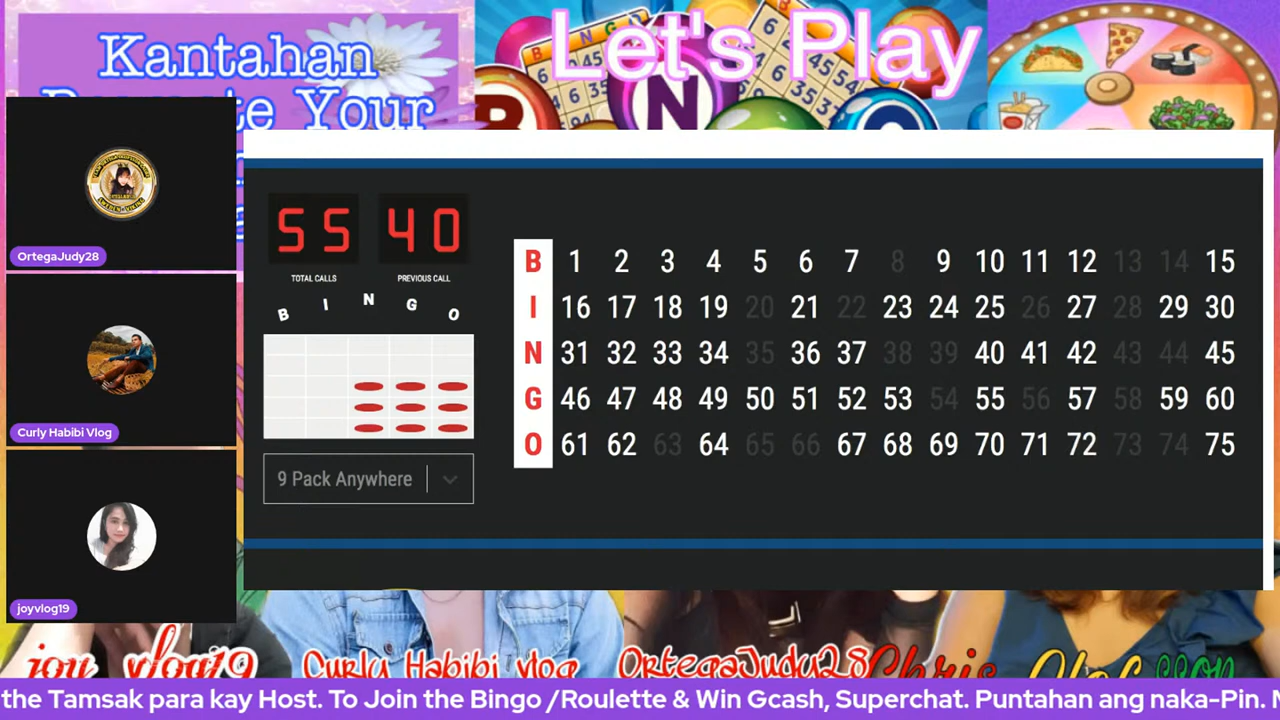 Kantahan
Promote Your
Let's Play
B
N
OrtegaJudy28
Curly Habibi Vlog
joyvlog19
55 40
TOTAL CALLS PREVIOUS CALL
B I N G O
9 Pack Anywhere
B 1 2 3 4 5 6 7 8 9 10 11 12 13 14 15
I 16 17 18 19 20 21 22 23 24 25 26 27 28 29 30
N 31 32 33 34 35 36 37 38 39 40 41 42 43 44 45
G 46 47 48 49 50 51 52 53 54 55 56 57 58 59 60
O 61 62 63 64 65 66 67 68 69 70 71 72 73 74 75
joy vlog19 Curly Habibi vlog OrtegaJudy28 Chris
the Tamsak para kay Host. To Join the Bingo /Roulette & Win Gcash, Superchat. Puntahan ang naka-Pin.